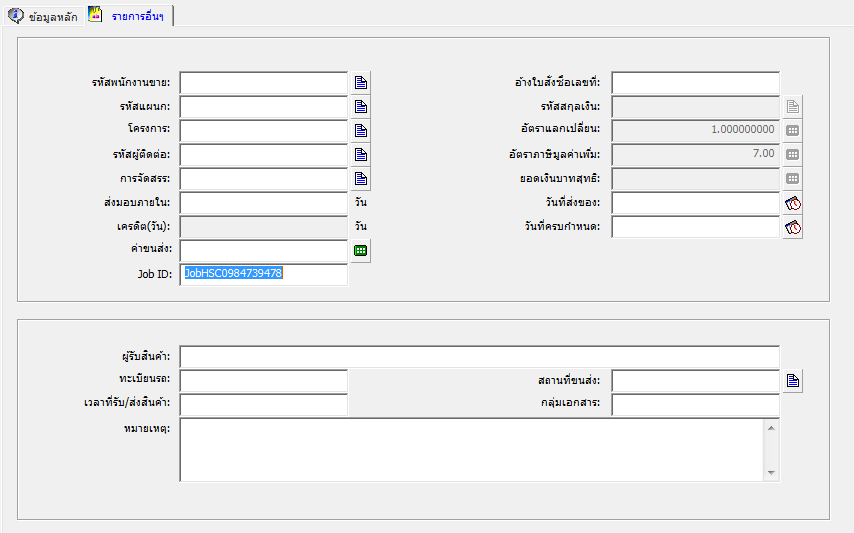 ข้อมูลหลัก รายการอื่นๆ
รหัสพนักงานขาย: อ้างใบสั่งซื้อเลขที่:
รหัสแผนก: รหัสสกุลเงิน:
โครงการ: อัตราแลกเปลี่ยน: 1.000000000
รหัสผู้ติดต่อ: อัตราภาษีมูลค่าเพิ่ม: 7.00
การจัดสรร: ยอดเงินบาทสุทธิ:
ส่งมอบภายใน: วัน วันที่ส่งของ:
เครดิต(วัน): วัน วันที่ครบกำหนด:
ค่าขนส่ง:
Job ID: JobHSC0984739478
ผู้รับสินค้า:
ทะเบียนรถ: สถานที่ขนส่ง:
เวลาที่รับ/ส่งสินค้า: กลุ่มเอกสาร:
หมายเหตุ: